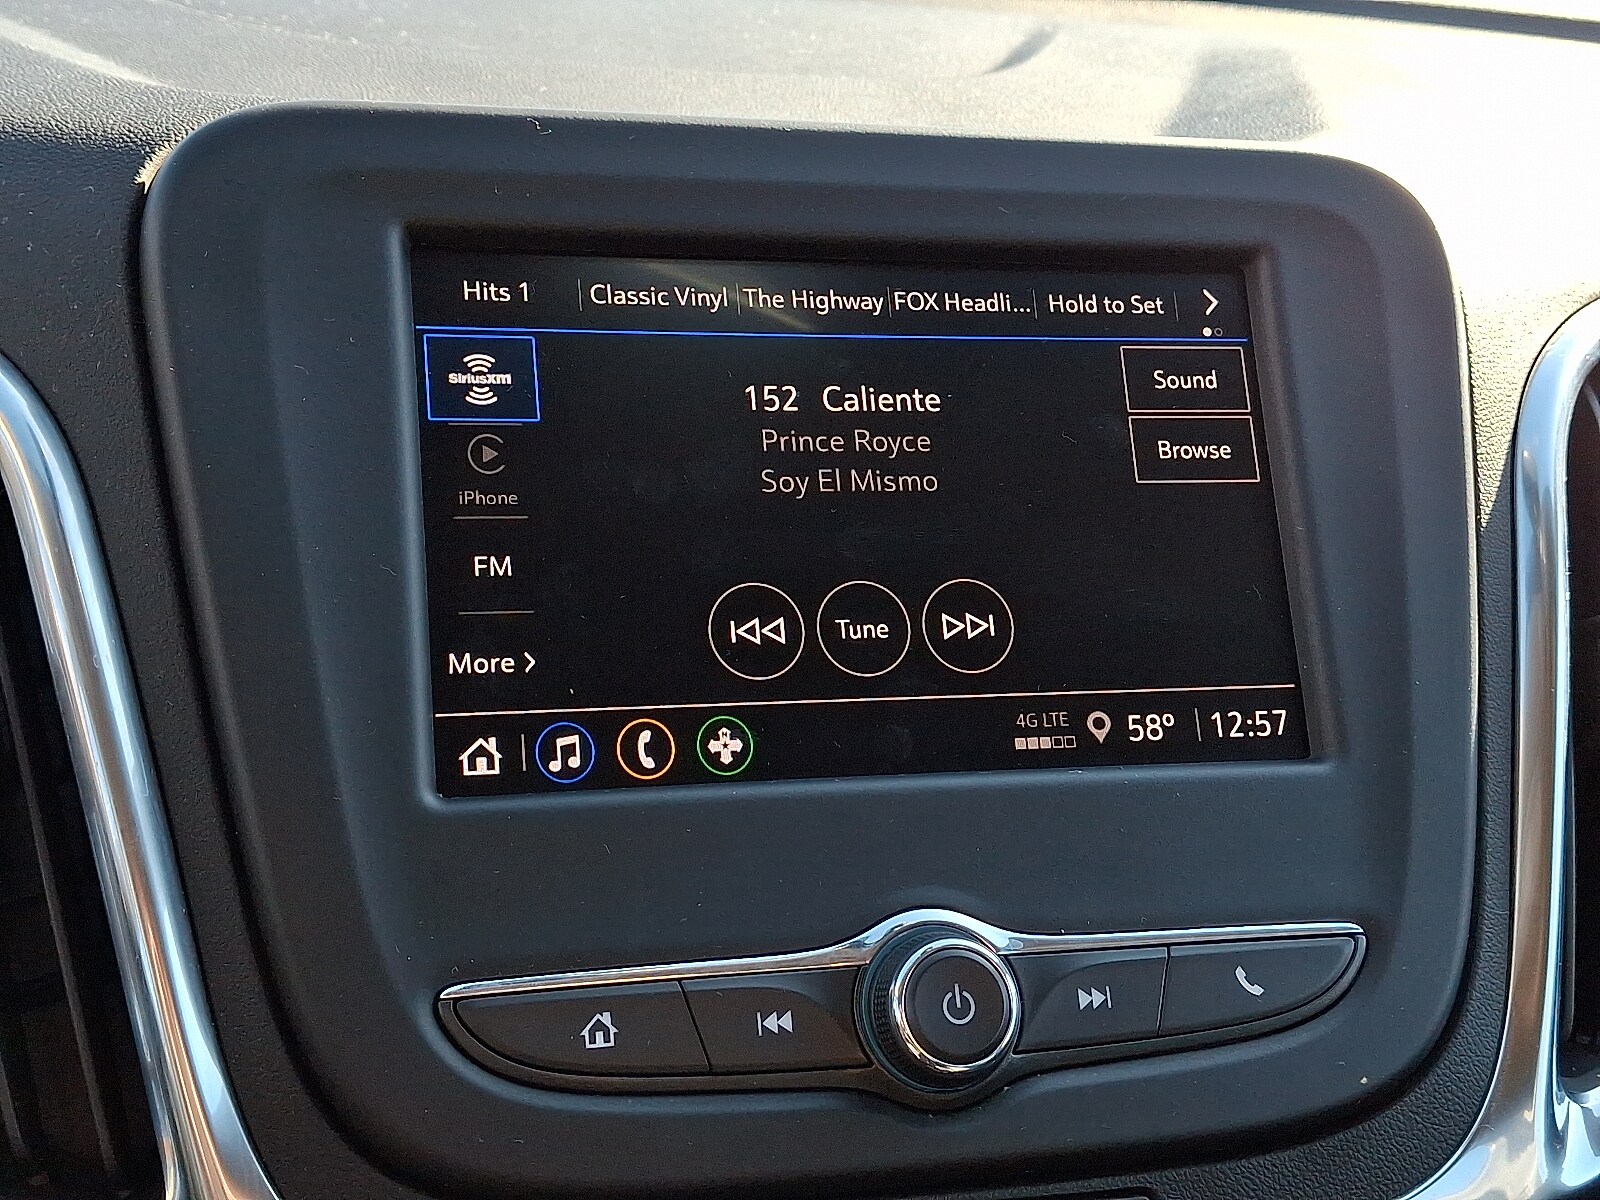 Hits 1 Classic Vinyl The Highway FOX Headli... Hold to Set
SiriusXM
152 Caliente
Prince Royce
Soy El Mismo
Sound
Browse
iPhone
FM
More
Tune
4G LTE
58° 12:57